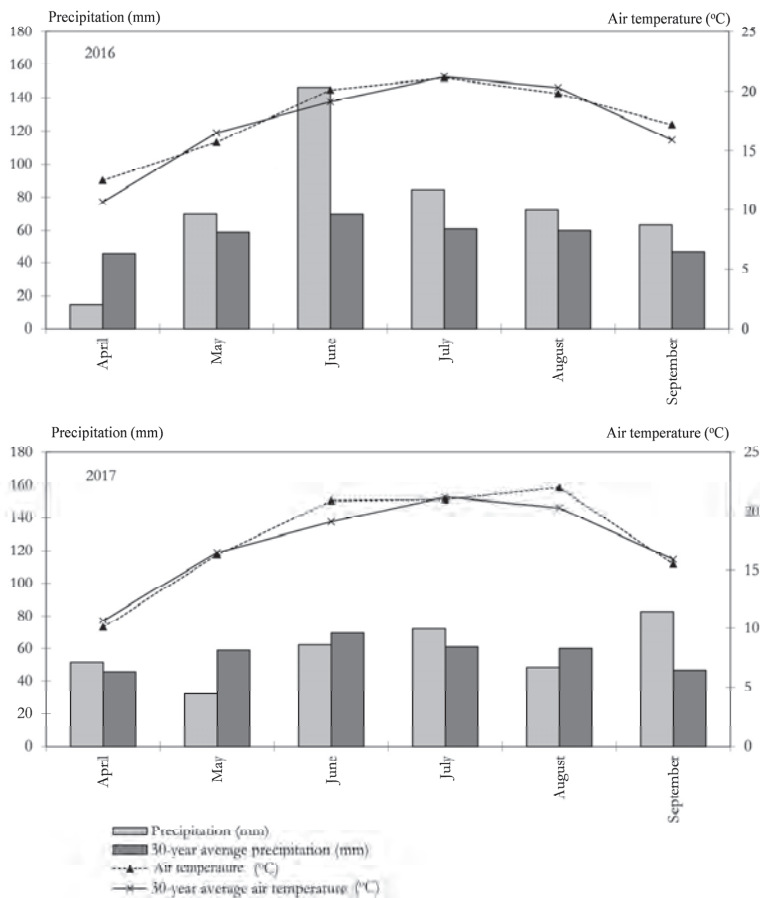 Precipitation (mm) Air temperature (°C)
180 25
2016
160
140 20
120
100 15
80
60 10
40
20 5
0 0
April May June July August September
Precipitation (mm) Air temperature (°C)
180 25
2017
160
140 20
120
100 15
80
60 10
40
20 5
0 0
April May June July August September
Precipitation (mm)
30-year average precipitation (mm)
Air temperature (°C)
30-year average air temperature (°C)